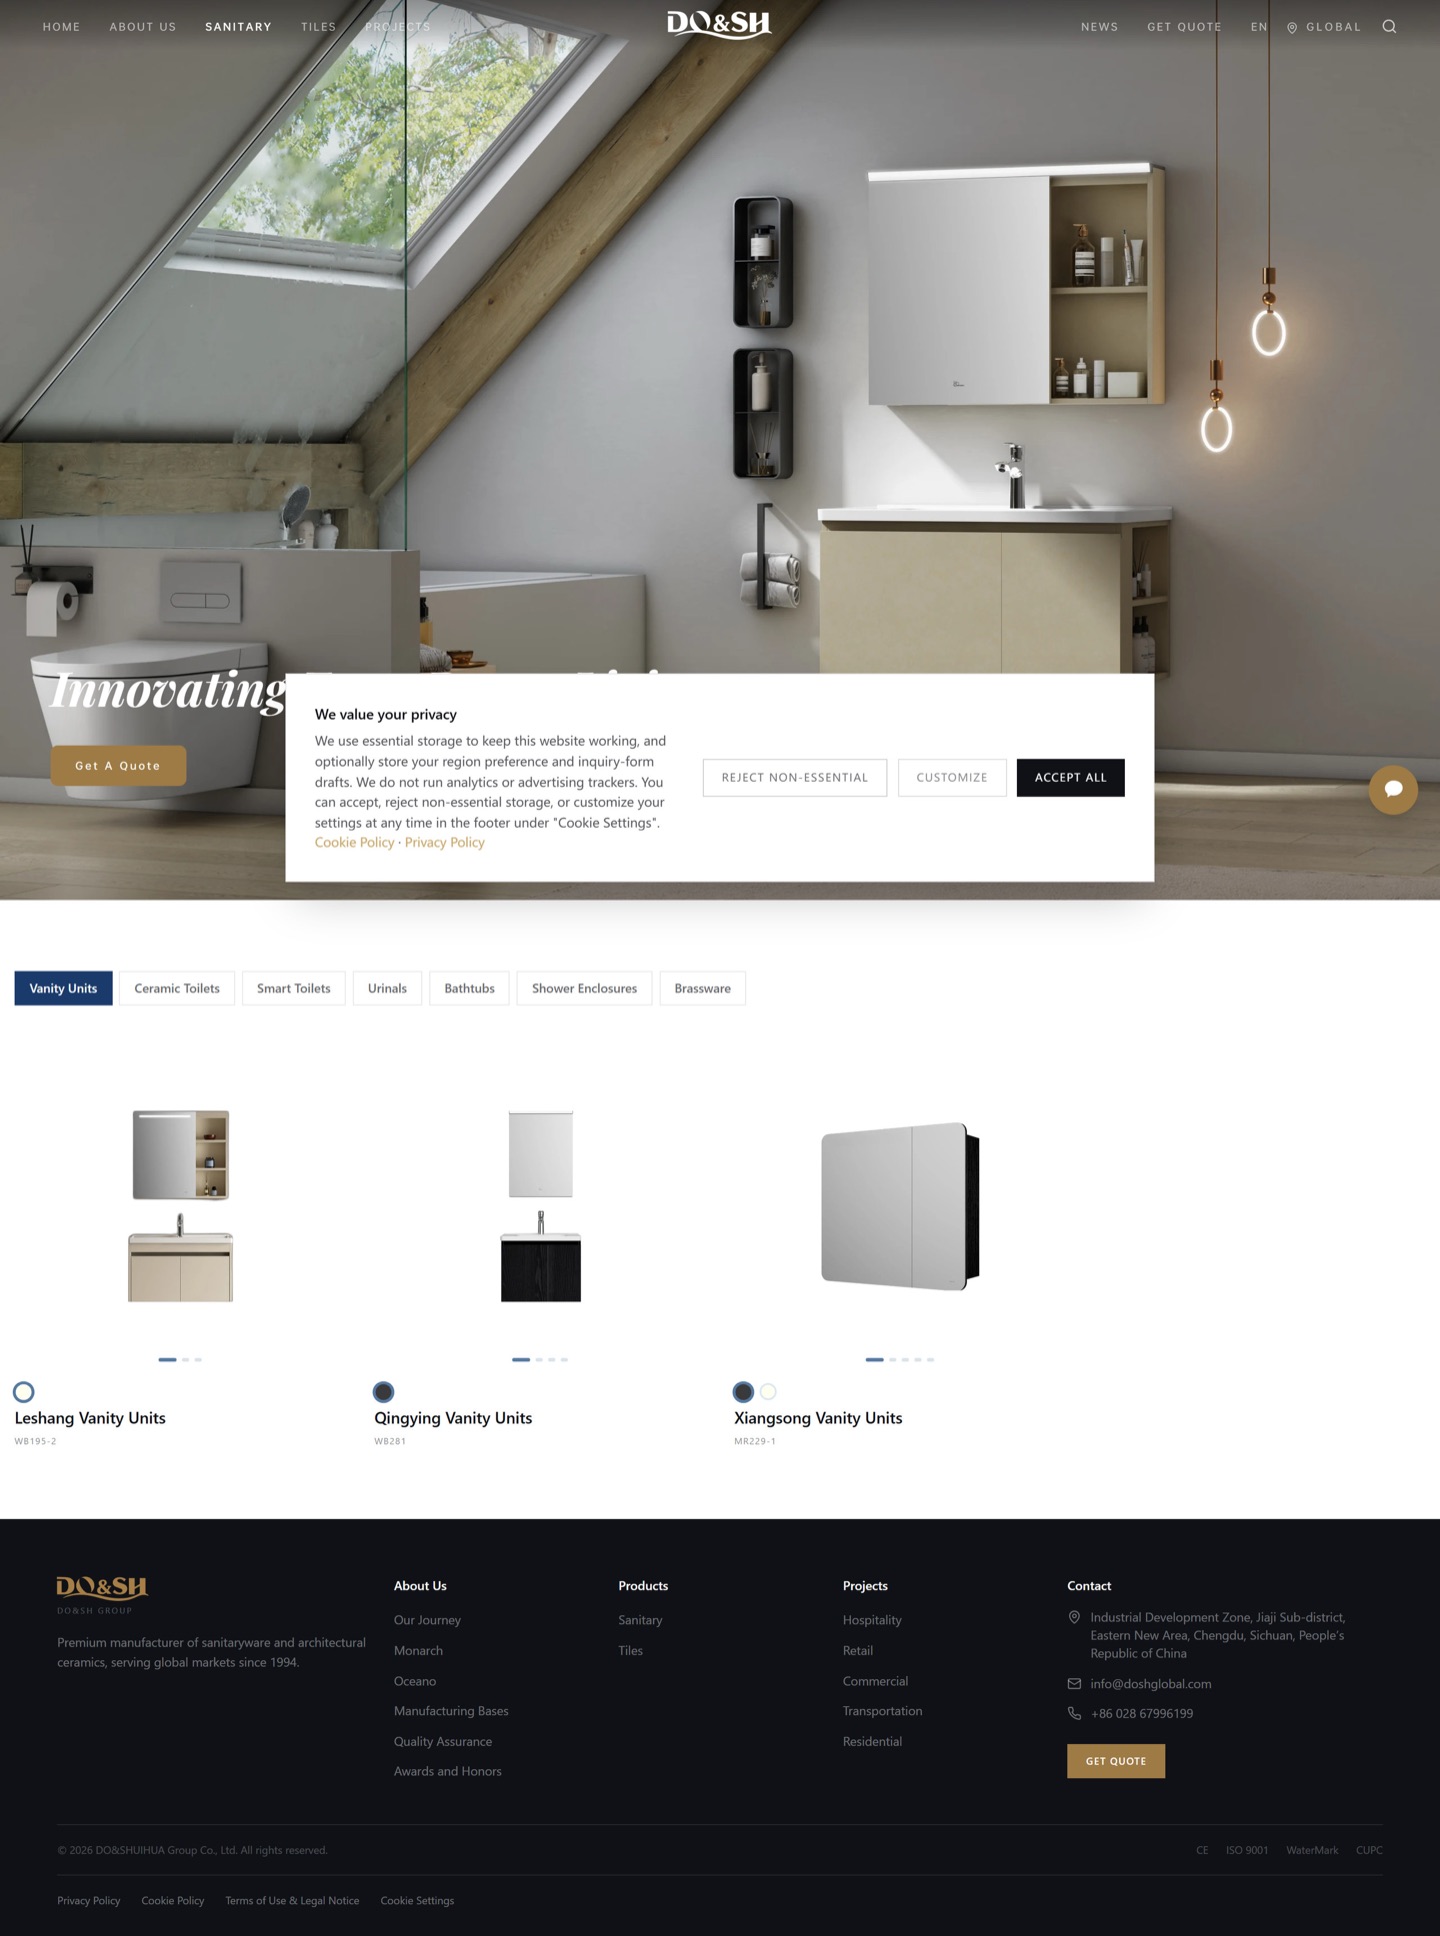 HOME ABOUT US SANITARY TILES PROJECTS DO&SH NEWS GET QUOTE EN GLOBAL
Innovating
Get A Quote
We value your privacy
We use essential storage to keep this website working, and
optionally store your region preference and inquiry-form
drafts. We do not run analytics or advertising trackers. You
can accept, reject non-essential storage, or customize your
settings at any time in the footer under "Cookie Settings".
Cookie Policy · Privacy Policy
REJECT NON-ESSENTIAL CUSTOMIZE ACCEPT ALL
Vanity Units Ceramic Toilets Smart Toilets Urinals Bathtubs Shower Enclosures Brassware
Leshang Vanity Units
WB195-2
Qingying Vanity Units
WB281
Xiangsong Vanity Units
MR229-1
DO&SH
DO&SH GROUP
Premium manufacturer of sanitaryware and architectural
ceramics, serving global markets since 1994.
About Us
Our Journey
Monarch
Oceano
Manufacturing Bases
Quality Assurance
Awards and Honors
Products
Sanitary
Tiles
Projects
Hospitality
Retail
Commercial
Transportation
Residential
Contact
Industrial Development Zone, Jiaji Sub-district,
Eastern New Area, Chengdu, Sichuan, People's
Republic of China
info@doshglobal.com
+86 028 67996199
GET QUOTE
© 2026 DO&SHUIHUA Group Co., Ltd. All rights reserved.
CE ISO 9001 WaterMark CUPC
Privacy Policy Cookie Policy Terms of Use & Legal Notice Cookie Settings